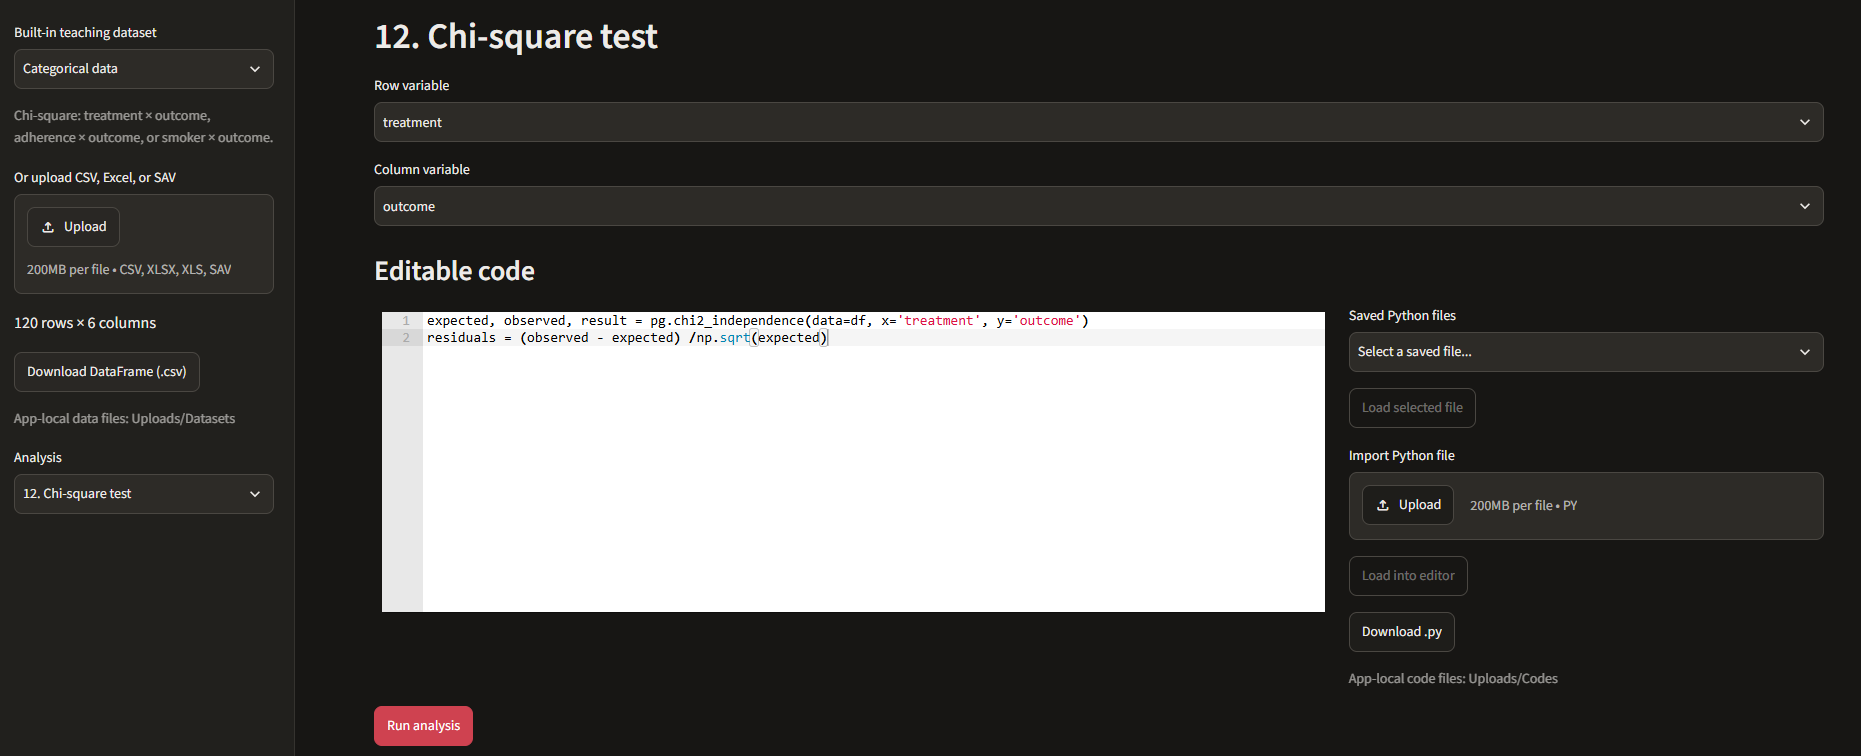 Built-in teaching dataset
Categorical data
Chi-square: treatment × outcome,
adherence × outcome, or smoker × outcome.
Or upload CSV, Excel, or SAV
Upload
200MB per file • CSV, XLSX, XLS, SAV
120 rows × 6 columns
Download DataFrame (.csv)
App-local data files: Uploads/Datasets
Analysis
12. Chi-square test
12. Chi-square test
Row variable
treatment
Column variable
outcome
Editable code
1 expected, observed, result = pg.chi2_independence(data=df, x='treatment', y='outcome')
2 residuals = (observed - expected) /np.sqrt(expected)
Saved Python files
Select a saved file...
Load selected file
Import Python file
Upload
200MB per file • PY
Load into editor
Download .py
App-local code files: Uploads/Codes
Run analysis